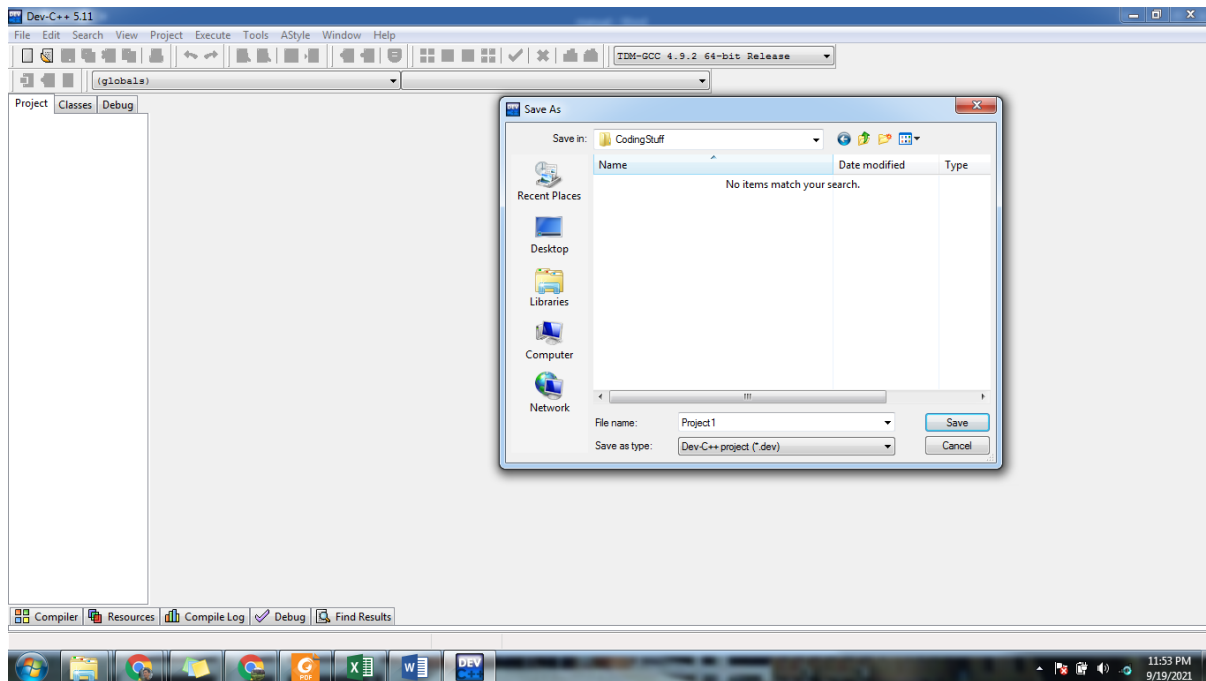 Dev-C++ 5.11
File Edit Search View Project Execute Tools AStyle Window Help
TDM-GCC 4.9.2 64-bit Release
(globals)
Project Classes Debug
Save As
Save in: CodingStuff
Name Date modified Type
No items match your search.
Recent Places
Desktop
Libraries
Computer
Network
File name: Project1 Save
Save as type: Dev-C++ project (*.dev) Cancel
Compiler Resources Compile Log Debug Find Results
PDF
DEV C++
11:53 PM
9/19/2021